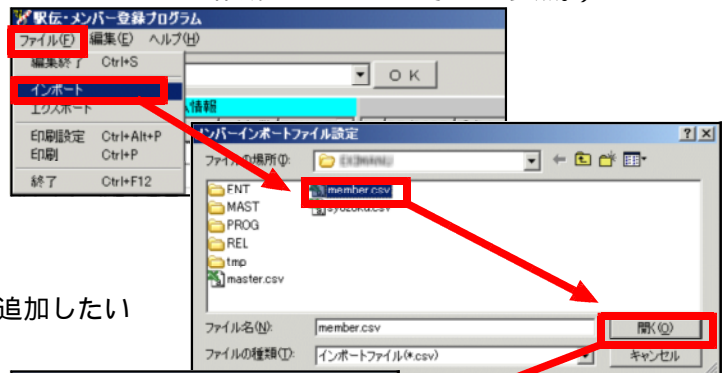 駅伝・メンバー登録プログラム
ファイル(F) 編集(E) ヘルプ(H)
編集終了 Ctrl+S
インポート
エクスポート
印刷設定 Ctrl+Alt+P
印刷 Ctrl+P
終了 Ctrl+F12
OK
情報
メンバーインポートファイル設定
ファイルの場所(I):
ENT
MAST
PROG
REL
tmp
master.csv
member.csv
syozoku.csv
追加したい
ファイル名(N): member.csv 開く(O)
ファイルの種類(T): インポートファイル(*.csv) キャンセル